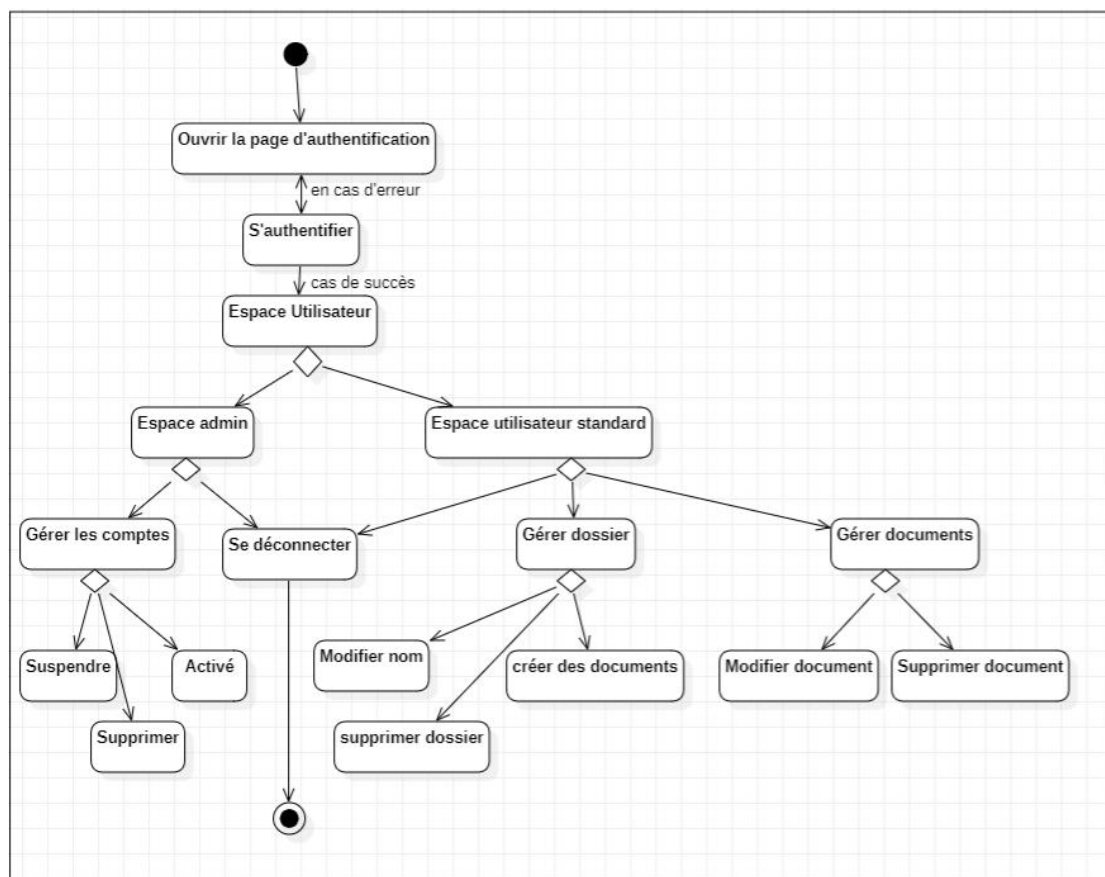 Ouvrir la page d'authentification
en cas d'erreur
S'authentifier
cas de succès
Espace Utilisateur
Espace admin
Espace utilisateur standard
Gérer les comptes
Se déconnecter
Gérer dossier
Gérer documents
Suspendre
Activé
Modifier nom
créer des documents
Modifier document
Supprimer document
Supprimer
supprimer dossier